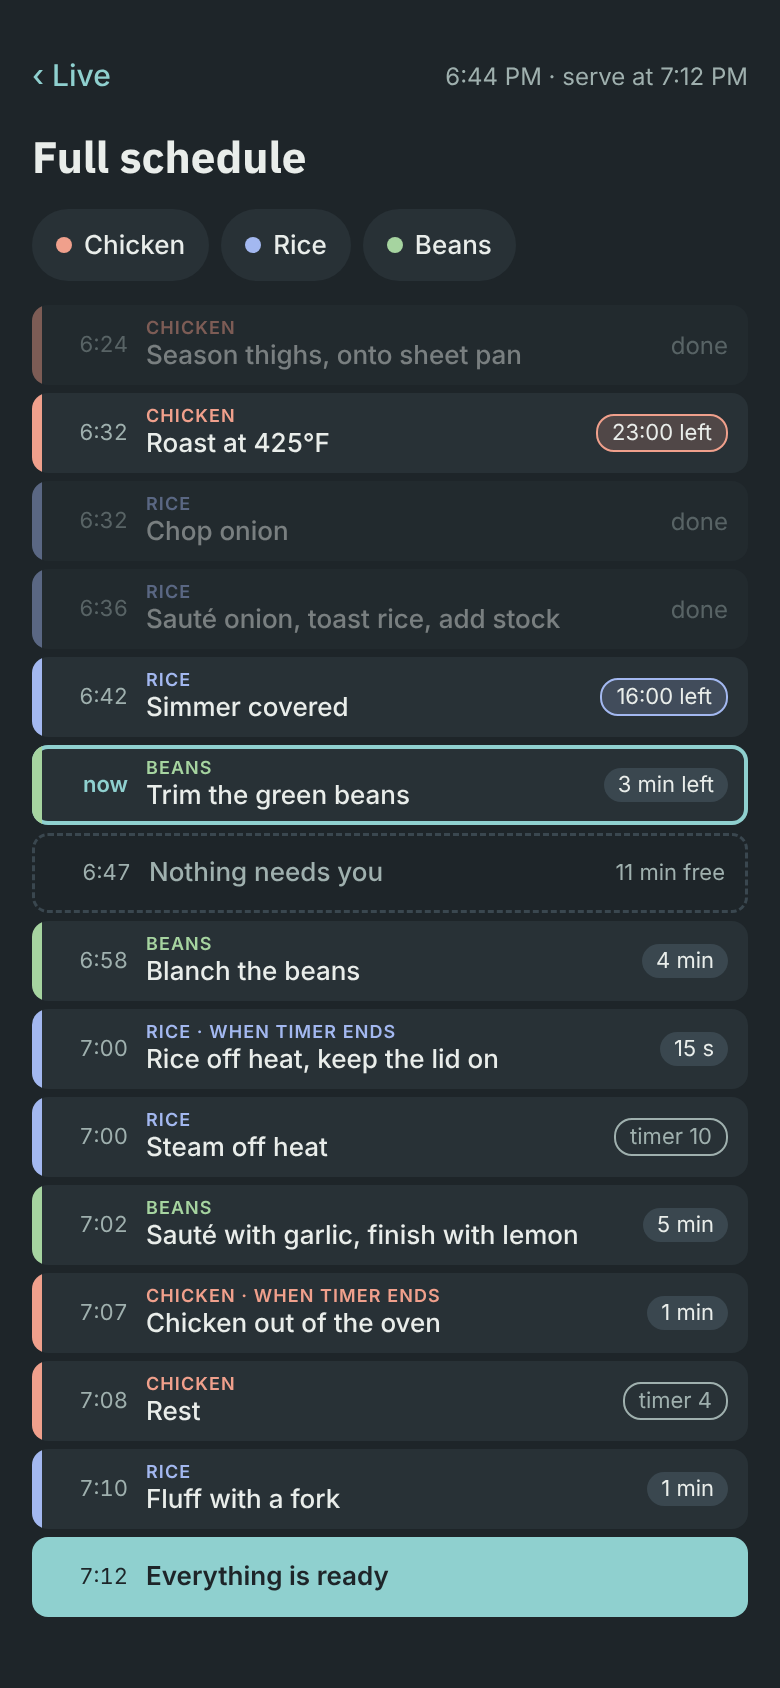 ‹ Live
6:44 PM · serve at 7:12 PM
Full schedule
Chicken
Rice
Beans
CHICKEN
6:24 Season thighs, onto sheet pan done
CHICKEN
6:32 Roast at 425°F 23:00 left
RICE
6:32 Chop onion done
RICE
6:36 Sauté onion, toast rice, add stock done
RICE
6:42 Simmer covered 16:00 left
BEANS
now Trim the green beans 3 min left
6:47 Nothing needs you 11 min free
BEANS
6:58 Blanch the beans 4 min
RICE · WHEN TIMER ENDS
7:00 Rice off heat, keep the lid on 15 s
RICE
7:00 Steam off heat timer 10
BEANS
7:02 Sauté with garlic, finish with lemon 5 min
CHICKEN · WHEN TIMER ENDS
7:07 Chicken out of the oven 1 min
CHICKEN
7:08 Rest timer 4
RICE
7:10 Fluff with a fork 1 min
7:12 Everything is ready